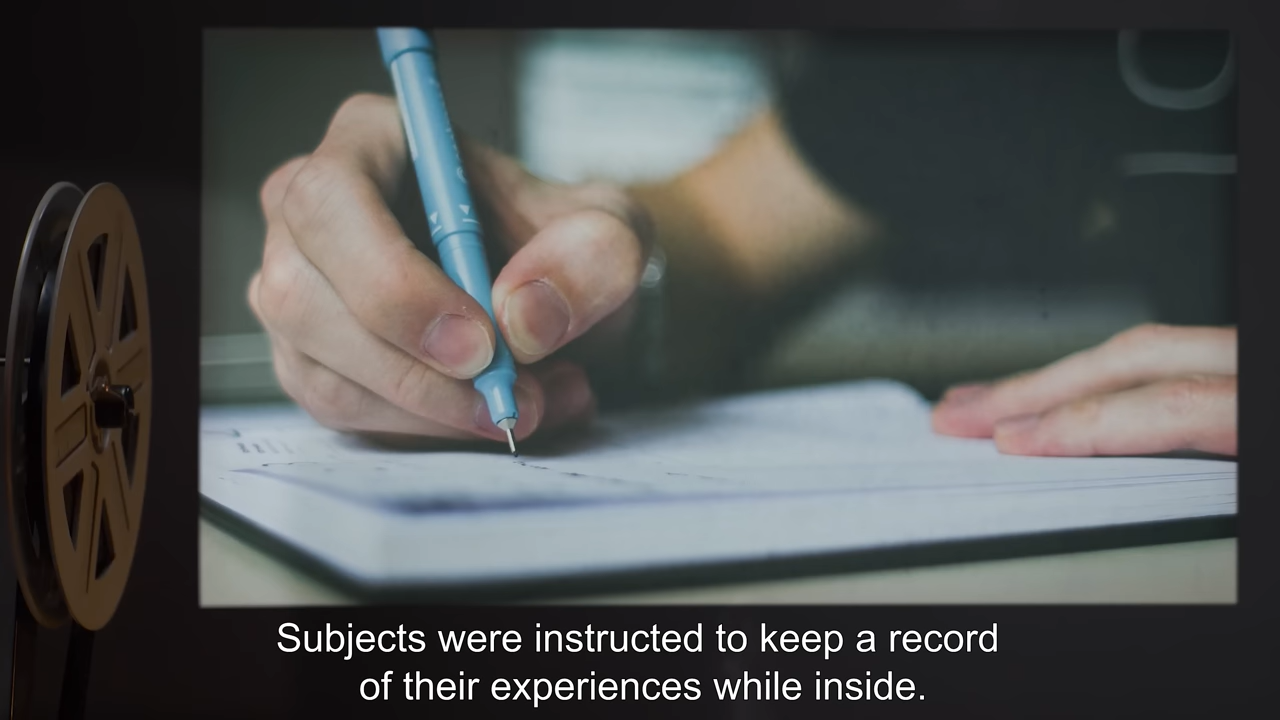 Subjects were instructed to keep a record
of their experiences while inside.